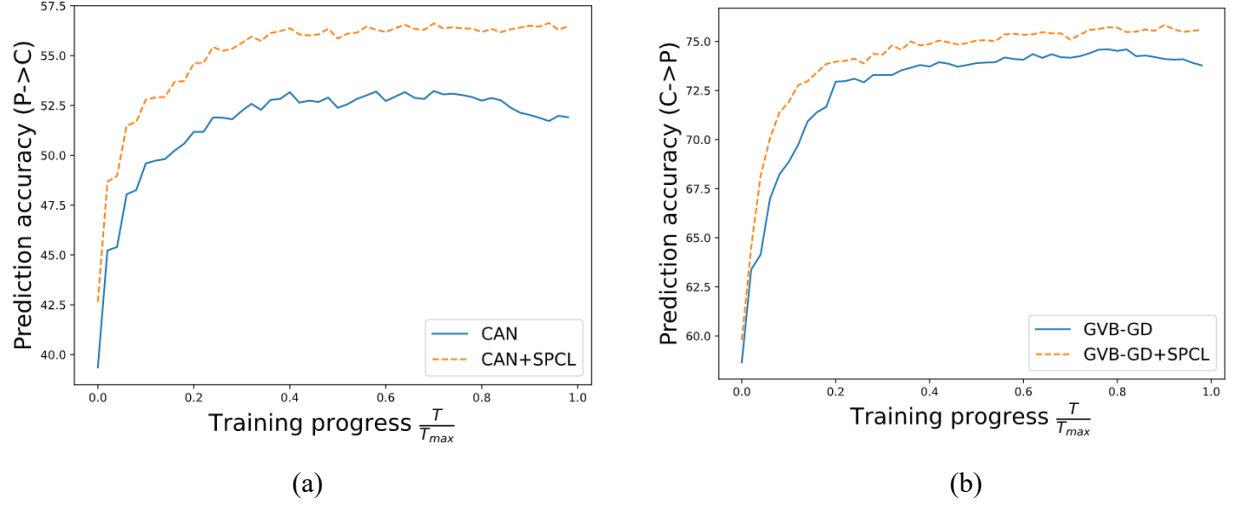 Prediction accuracy (P->C)
57.5
55.0
52.5
50.0
47.5
45.0
42.5
40.0
CAN
CAN+SPCL
0.0 0.2 0.4 0.6 0.8 1.0
Training progress T/T_max
(a)
Prediction accuracy (C->P)
75.0
72.5
70.0
67.5
65.0
62.5
60.0
GVB-GD
GVB-GD+SPCL
0.0 0.2 0.4 0.6 0.8 1.0
Training progress T/T_max
(b)